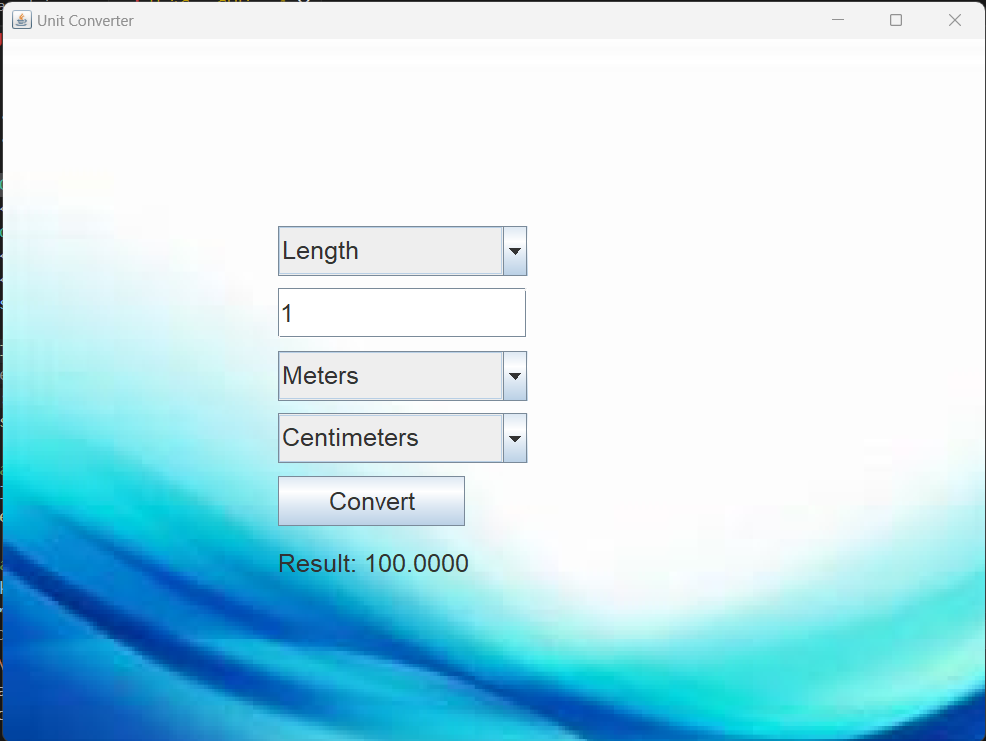 Unit Converter
Length
1
Meters
Centimeters
Convert
Result: 100.0000